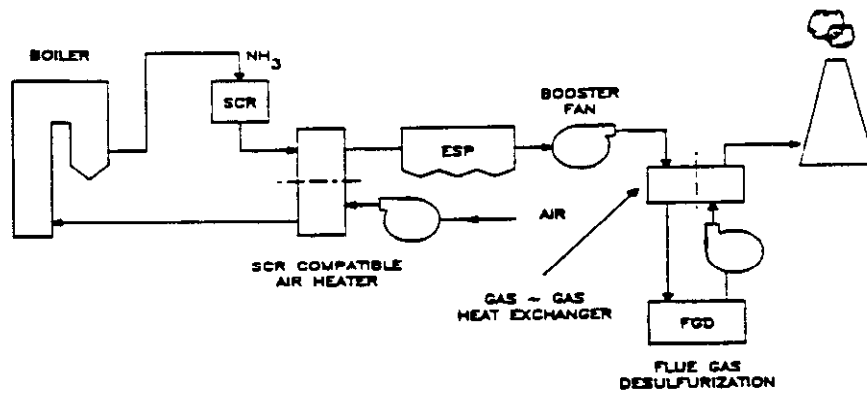 BOILER
NH3
SCR
BOOSTER
FAN
ESP
AIR
SCR COMPATIBLE
AIR HEATER
GAS ~ GAS
HEAT EXCHANGER
FGD
FLUE GAS
DESULFURIZATION